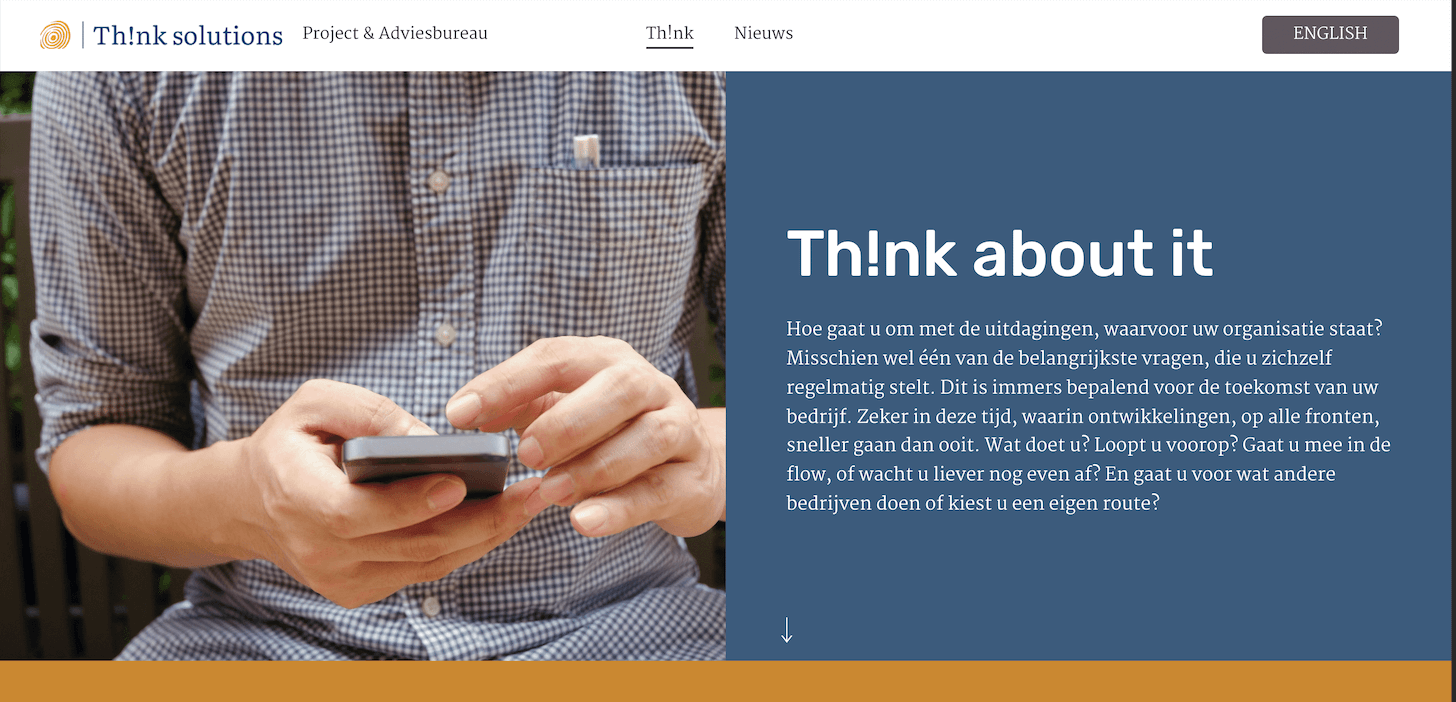 Th!nk solutions
Project & Adviesbureau
Th!nk
Nieuws
ENGLISH
Th!nk about it
Hoe gaat u om met de uitdagingen, waarvoor uw organisatie staat?
Misschien wel één van de belangrijkste vragen, die u zichzelf
regelmatig stelt. Dit is immers bepalend voor de toekomst van uw
bedrijf. Zeker in deze tijd, waarin ontwikkelingen, op alle fronten,
sneller gaan dan ooit. Wat doet u? Loopt u voorop? Gaat u mee in de
flow, of wacht u liever nog even af? En gaat u voor wat andere
bedrijven doen of kiest u een eigen route?